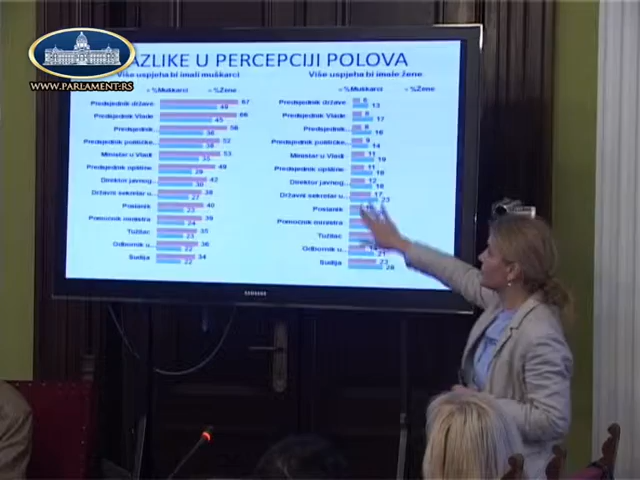 RAZLIKE U PERCEPCIJI POLOVA
WWW.PARLAMENT.RS
Više uspjeha bi imali muškarci
%Muškarci %Žene
Predsjednik države 67
49
Predsjednik Vlade 66
45
Predsjednik... 56
36
Predsjednik političke... 52
38
Ministar u Vladi 53
35
Predsjednik opštine 49
29
Direktor javnog... 42
30
Državni sekretar u... 38
27
Poslanik 40
23
Pomoćnik ministra 39
24
Tužilac 35
23
Odbornik u... 36
22
Sudija 34
22
Više uspjeha bi imale žene
%Muškarci %Žene
Predsjednik države 6
13
Predsjednik Vlade 8
17
Predsjednik... 8
16
Predsjednik političke... 9
14
Ministar u Vladi 11
19
Predsjednik opštine 11
18
Direktor javnog... 12
18
Državni sekretar u... 17
23
Poslanik
Pomoćnik ministra
Tužilac
Odbornik u...
21
Sudija 23
28
SAMSUNG